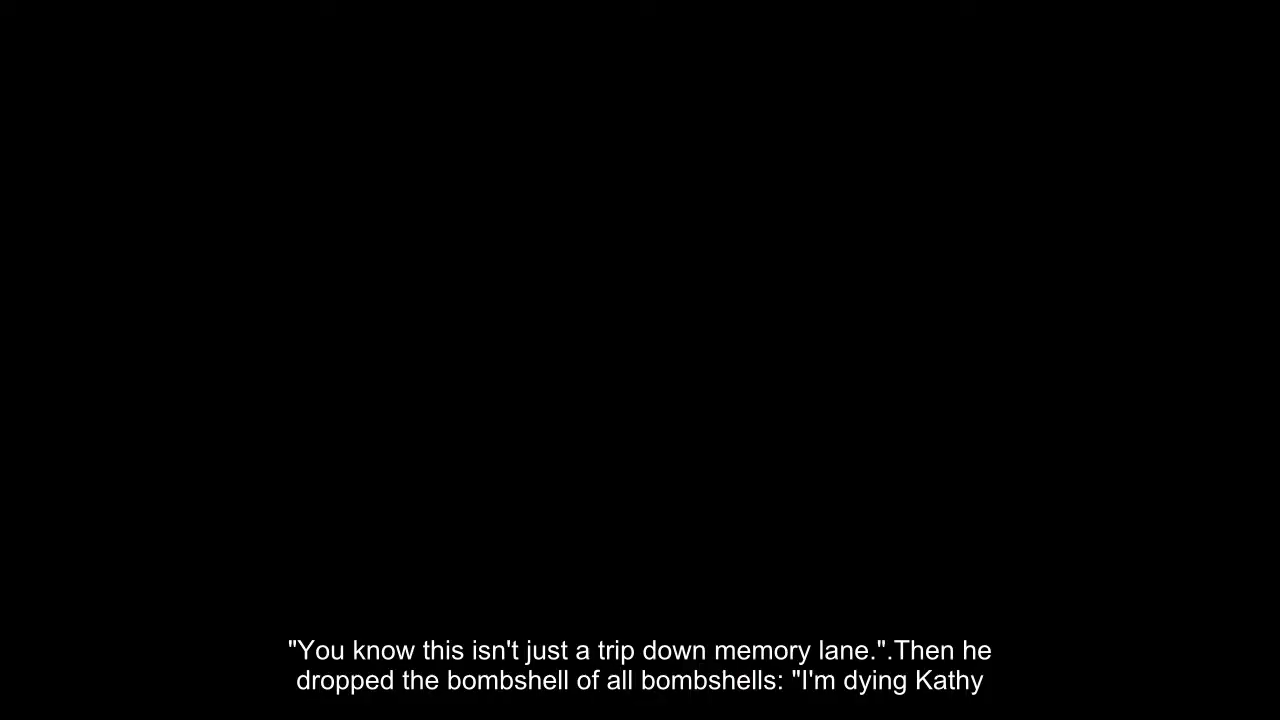 "You know this isn't just a trip down memory lane.".Then he
dropped the bombshell of all bombshells: "I'm dying Kathy